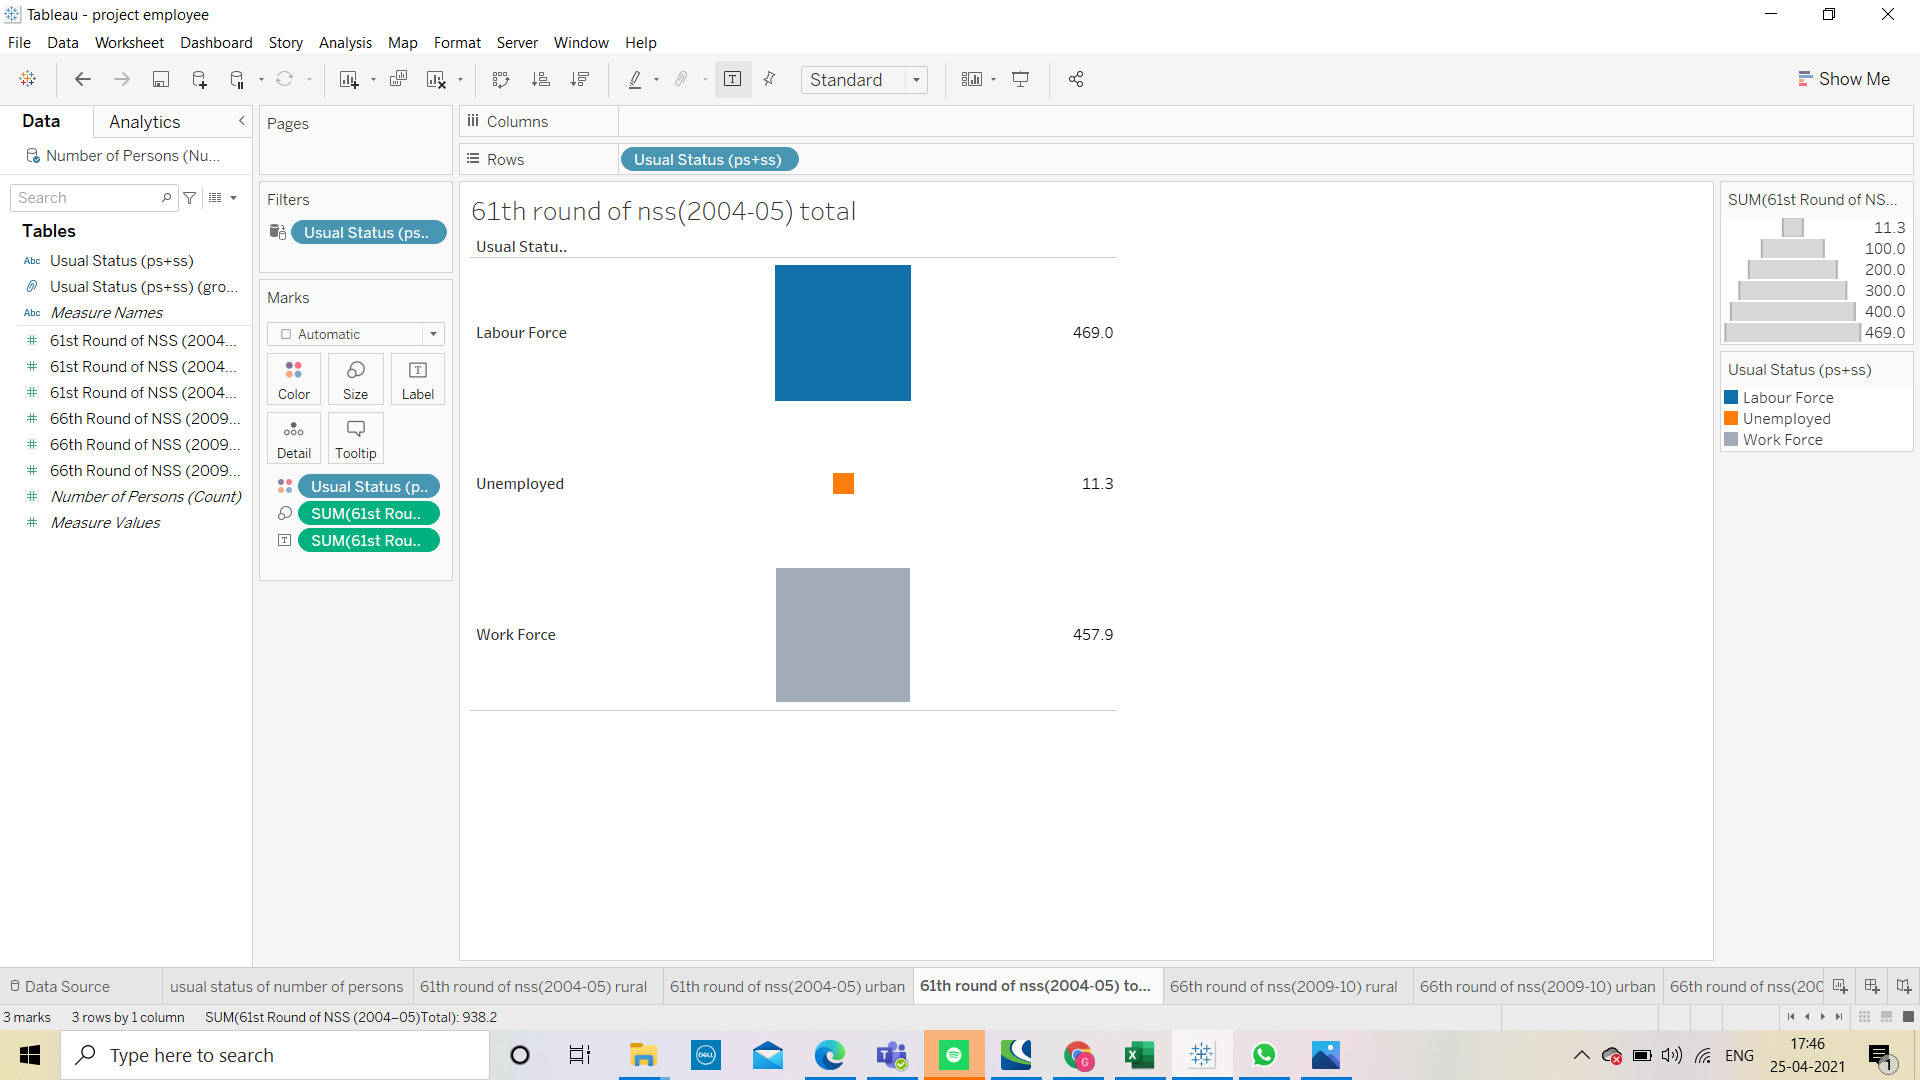 Tableau - project employee
File Data Worksheet Dashboard Story Analysis Map Format Server Window Help
Standard
Show Me
Data Analytics
Number of Persons (Nu...
Search
Tables
Abc Usual Status (ps+ss)
Usual Status (ps+ss) (gro...
Abc Measure Names
# 61st Round of NSS (2004...
# 61st Round of NSS (2004...
# 61st Round of NSS (2004...
# 66th Round of NSS (2009...
# 66th Round of NSS (2009...
# 66th Round of NSS (2009...
# Number of Persons (Count)
# Measure Values
Pages
Filters
Usual Status (ps..
Marks
Automatic
Color Size Label
Detail Tooltip
Usual Status (p..
SUM(61st Rou..
SUM(61st Rou..
Columns
Rows Usual Status (ps+ss)
61th round of nss(2004-05) total
Usual Statu..
Labour Force 469.0
Unemployed 11.3
Work Force 457.9
SUM(61st Round of NS...
11.3
100.0
200.0
300.0
400.0
469.0
Usual Status (ps+ss)
Labour Force
Unemployed
Work Force
Data Source usual status of number of persons 61th round of nss(2004-05) rural 61th round of nss(2004-05) urban 61th round of nss(2004-05) to... 66th round of nss(2009-10) rural 66th round of nss(2009-10) urban 66th round of nss(200
3 marks 3 rows by 1 column SUM(61st Round of NSS (2004–05)Total): 938.2
Type here to search
DELL
ENG
17:46
25-04-2021
1